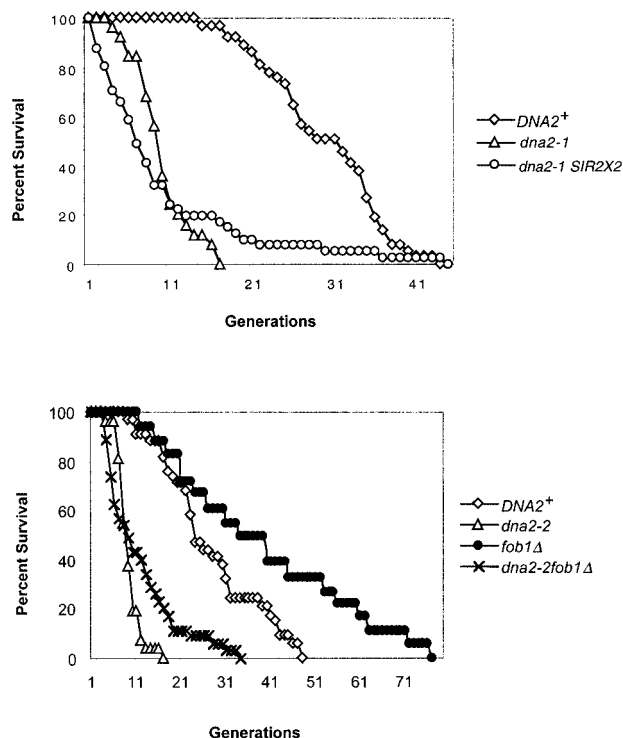 100
80
60
40
20
0
Percent Survival
1 11 21 31 41
Generations
DNA2+
dna2-1
dna2-1 SIR2X2
100
80
60
40
20
0
Percent Survival
1 11 21 31 41 51 61 71
Generations
DNA2+
dna2-2
fob1Δ
dna2-2fob1Δ